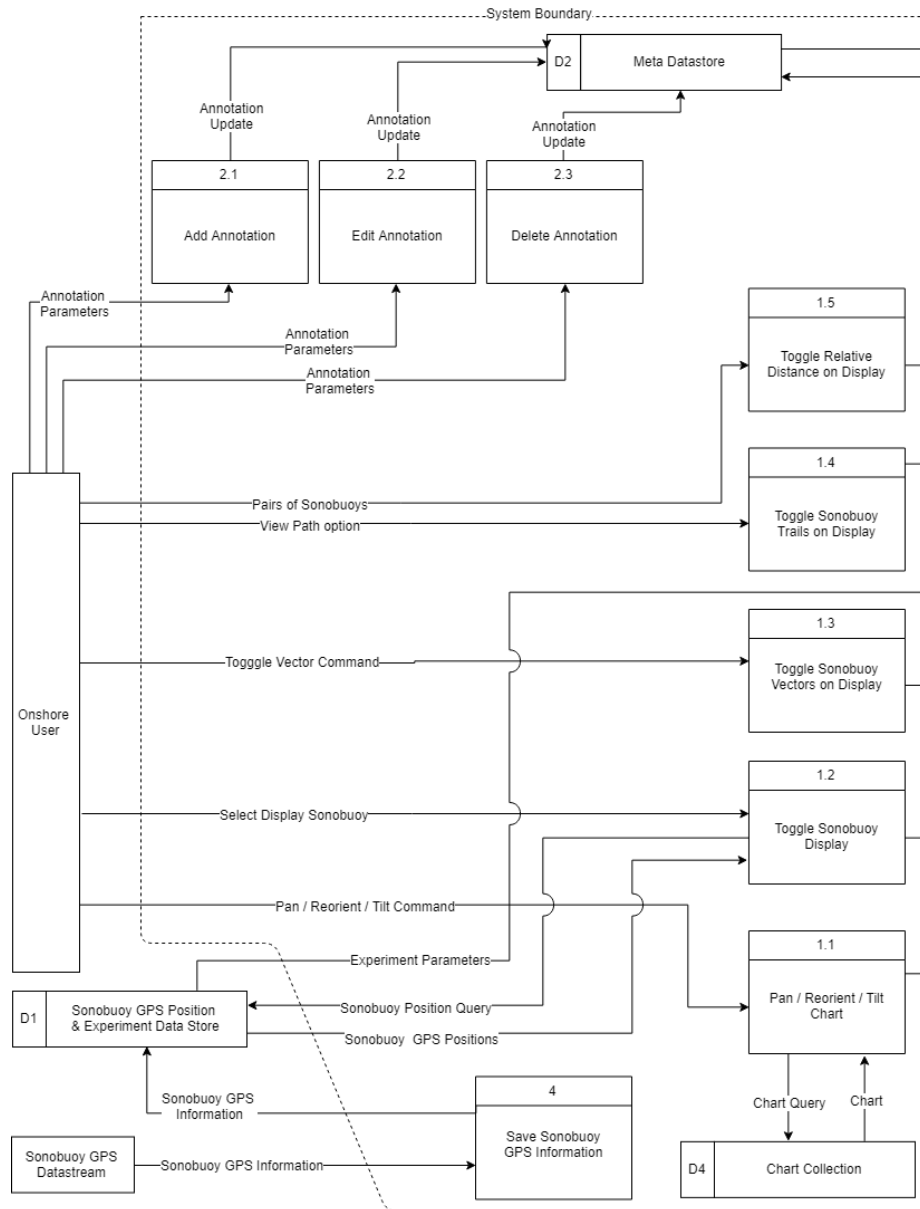 System Boundary
D2
Meta Datastore
Annotation
Update
Annotation
Update
Annotation
Update
2.1
Add Annotation
2.2
Edit Annotation
2.3
Delete Annotation
Annotation
Parameters
Annotation
Parameters
Annotation
Parameters
1.5
Toggle Relative
Distance on Display
1.4
Toggle Sonobuoy
Trails on Display
Pairs of Sonobuoys
View Path option
1.3
Toggle Sonobuoy
Vectors on Display
Togggle Vector Command
Onshore
User
1.2
Toggle Sonobuoy
Display
Select Display Sonobuoy
Pan / Reorient / Tilt Command
1.1
Pan / Reorient / Tilt
Chart
Experiment Parameters
D1
Sonobuoy GPS Position
& Experiment Data Store
Sonobuoy Position Query
Sonobuoy GPS Positions
Sonobuoy GPS
Information
4
Save Sonobuoy
GPS Information
Chart Query
Chart
Sonobuoy GPS
Datastream
Sonobuoy GPS Information
D4
Chart Collection